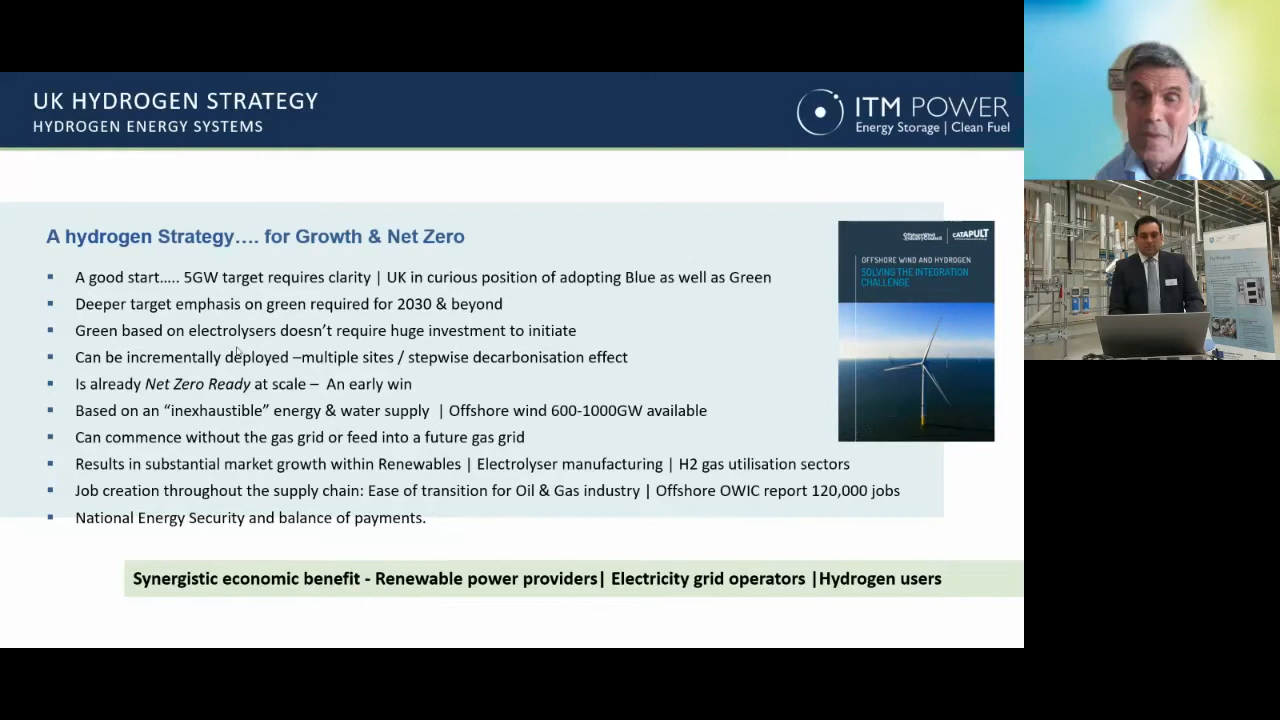 UK HYDROGEN STRATEGY
HYDROGEN ENERGY SYSTEMS
ITM POWER
Energy Storage | Clean Fuel
A hydrogen Strategy…. for Growth & Net Zero
A good start….. 5GW target requires clarity | UK in curious position of adopting Blue as well as Green
Deeper target emphasis on green required for 2030 & beyond
Green based on electrolysers doesn’t require huge investment to initiate
Can be incrementally deployed –multiple sites / stepwise decarbonisation effect
Is already Net Zero Ready at scale – An early win
Based on an “inexhaustible” energy & water supply | Offshore wind 600-1000GW available
Can commence without the gas grid or feed into a future gas grid
Results in substantial market growth within Renewables | Electrolyser manufacturing | H2 gas utilisation sectors
Job creation throughout the supply chain: Ease of transition for Oil & Gas industry | Offshore OWIC report 120,000 jobs
National Energy Security and balance of payments.
Offshore Wind
Industry Council
CATAPULT
OFFSHORE WIND AND HYDROGEN
SOLVING THE INTEGRATION
CHALLENGE
Synergistic economic benefit - Renewable power providers| Electricity grid operators |Hydrogen users